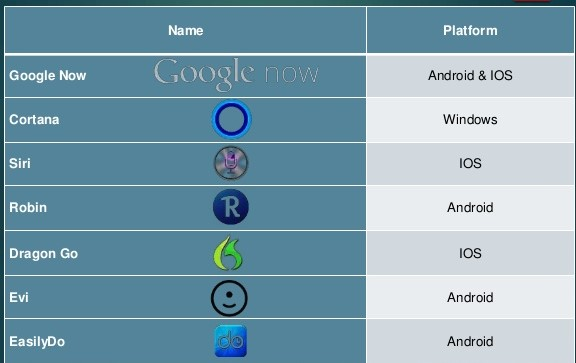 Name Platform
Google Now Google now Android & IOS
Cortana Windows
Siri IOS
Robin R Android
Dragon Go IOS
Evi Android
EasilyDo do Android